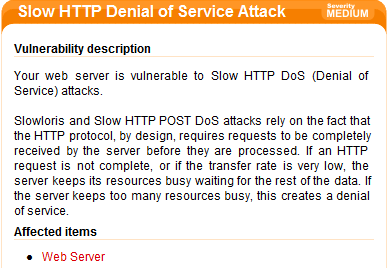 Slow HTTP Denial of Service Attack
Severity
MEDIUM
Vulnerability description
Your web server is vulnerable to Slow HTTP DoS (Denial of
Service) attacks.
Slowloris and Slow HTTP POST DoS attacks rely on the fact that
the HTTP protocol, by design, requires requests to be completely
received by the server before they are processed. If an HTTP
request is not complete, or if the transfer rate is very low, the
server keeps its resources busy waiting for the rest of the data. If
the server keeps too many resources busy, this creates a denial
of service.
Affected items
Web Server